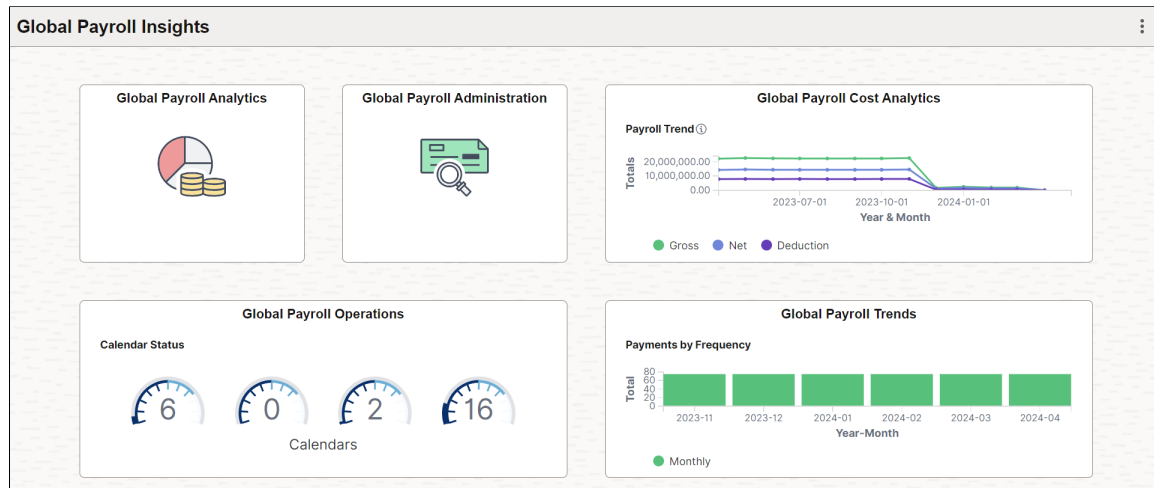 Global Payroll Insights
Global Payroll Analytics
Global Payroll Administration
Global Payroll Cost Analytics
Payroll Trend
Totals
20,000,000.00
10,000,000.00
0.00
2023-07-01 2023-10-01 2024-01-01
Year & Month
Gross Net Deduction
Global Payroll Operations
Calendar Status
6 0 2 16
Calendars
Global Payroll Trends
Payments by Frequency
Total
80
60
40
20
0
2023-11 2023-12 2024-01 2024-02 2024-03 2024-04
Year-Month
Monthly